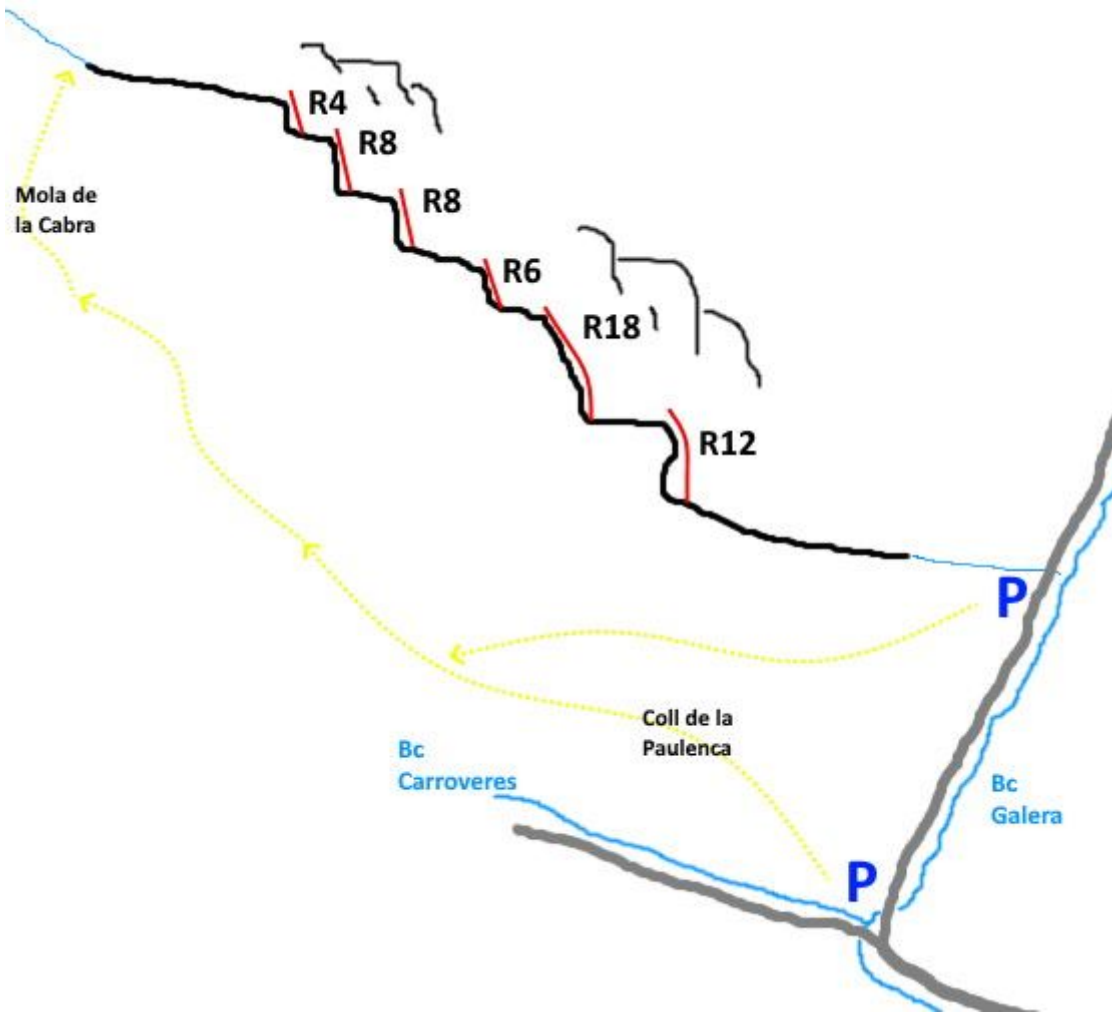 R4
R8
Mola de
la Cabra
R8
R6
R18
R12
P
Coll de la
Paulenca
Bc
Carroveres
Bc
Galera
P